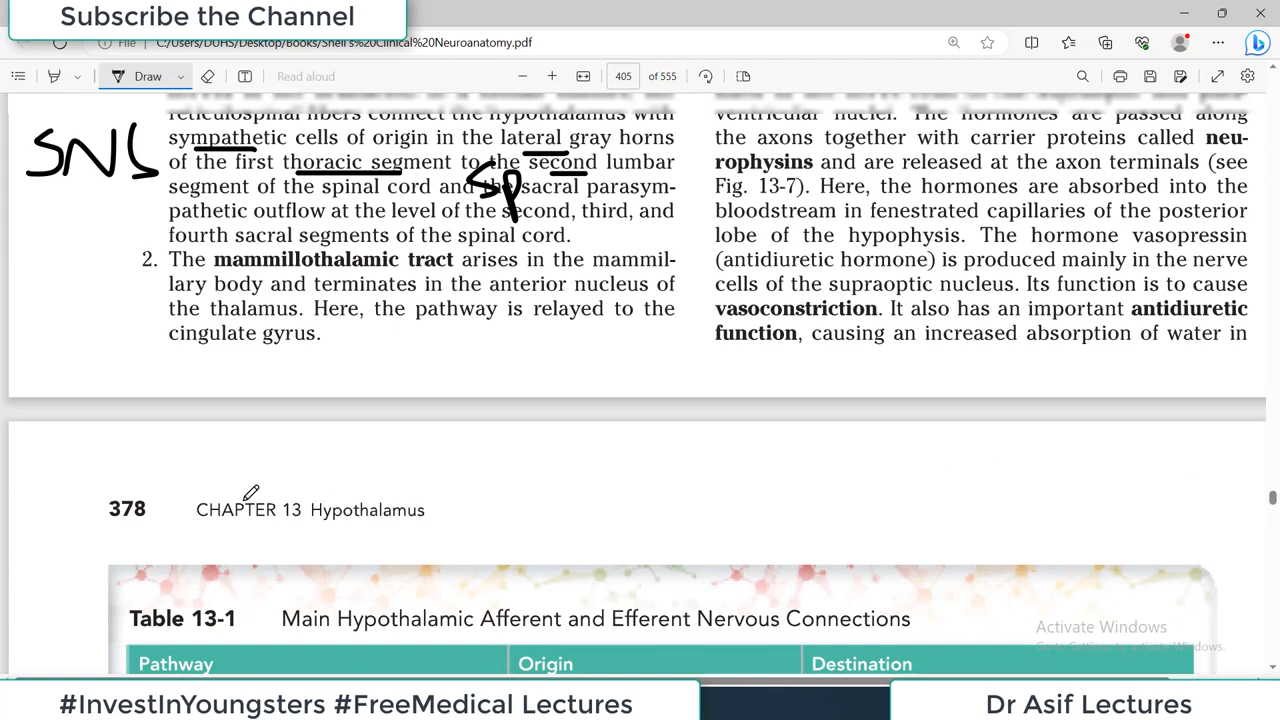 Subscribe the Channel
File
C:/Users/DUHS/Desktop/Books/Snell's%20Clinical%20Neuroanatomy.pdf
Draw
Read aloud
405
of 555
reticulospinal fibers connect the hypothalamus with
sympathetic cells of origin in the lateral gray horns
of the first thoracic segment to the second lumbar
segment of the spinal cord and the sacral parasym-
pathetic outflow at the level of the second, third, and
fourth sacral segments of the spinal cord.
2. The mammillothalamic tract arises in the mammil-
lary body and terminates in the anterior nucleus of
the thalamus. Here, the pathway is relayed to the
cingulate gyrus.
SNS
SP
ventricular nuclei. The hormones are passed along
the axons together with carrier proteins called neu-
rophysins and are released at the axon terminals (see
Fig. 13-7). Here, the hormones are absorbed into the
bloodstream in fenestrated capillaries of the posterior
lobe of the hypophysis. The hormone vasopressin
(antidiuretic hormone) is produced mainly in the nerve
cells of the supraoptic nucleus. Its function is to cause
vasoconstriction. It also has an important antidiuretic
function, causing an increased absorption of water in
378 CHAPTER 13 Hypothalamus
Table 13-1 Main Hypothalamic Afferent and Efferent Nervous Connections
Pathway Origin Destination
Activate Windows
Go to Settings to activate Windows.
#InvestInYoungsters #FreeMedical Lectures
Dr Asif Lectures